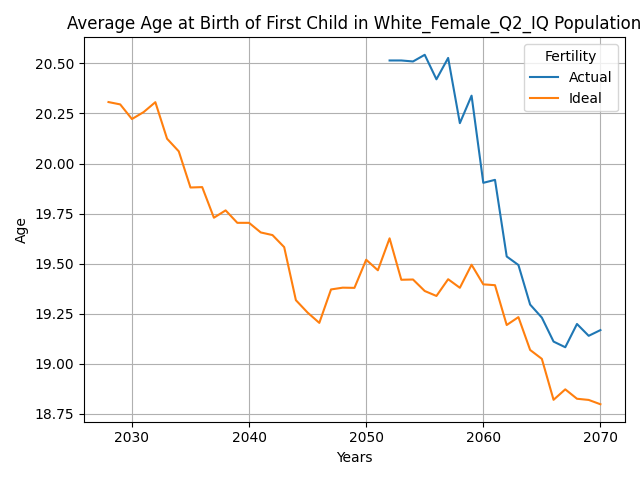 Average Age at Birth of First Child in White_Female_Q2_IQ Population
Fertility
Actual
Ideal
20.50
20.25
20.00
19.75
19.50
19.25
19.00
18.75
Age
2030 2040 2050 2060 2070
Years